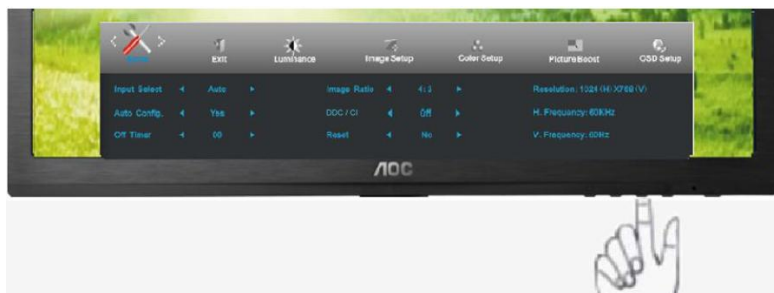 Exit
Luminance
Image Setup
Color Setup
Picture Boost
OSD Setup
Input Select Auto Image Ratio 4:3 Resolution: 1024 (H) X768 (V)
Auto Config. Yes DDC / CI Off H. Frequency: 60KHz
Off Timer 00 Reset No V. Frequency: 60Hz
AOC